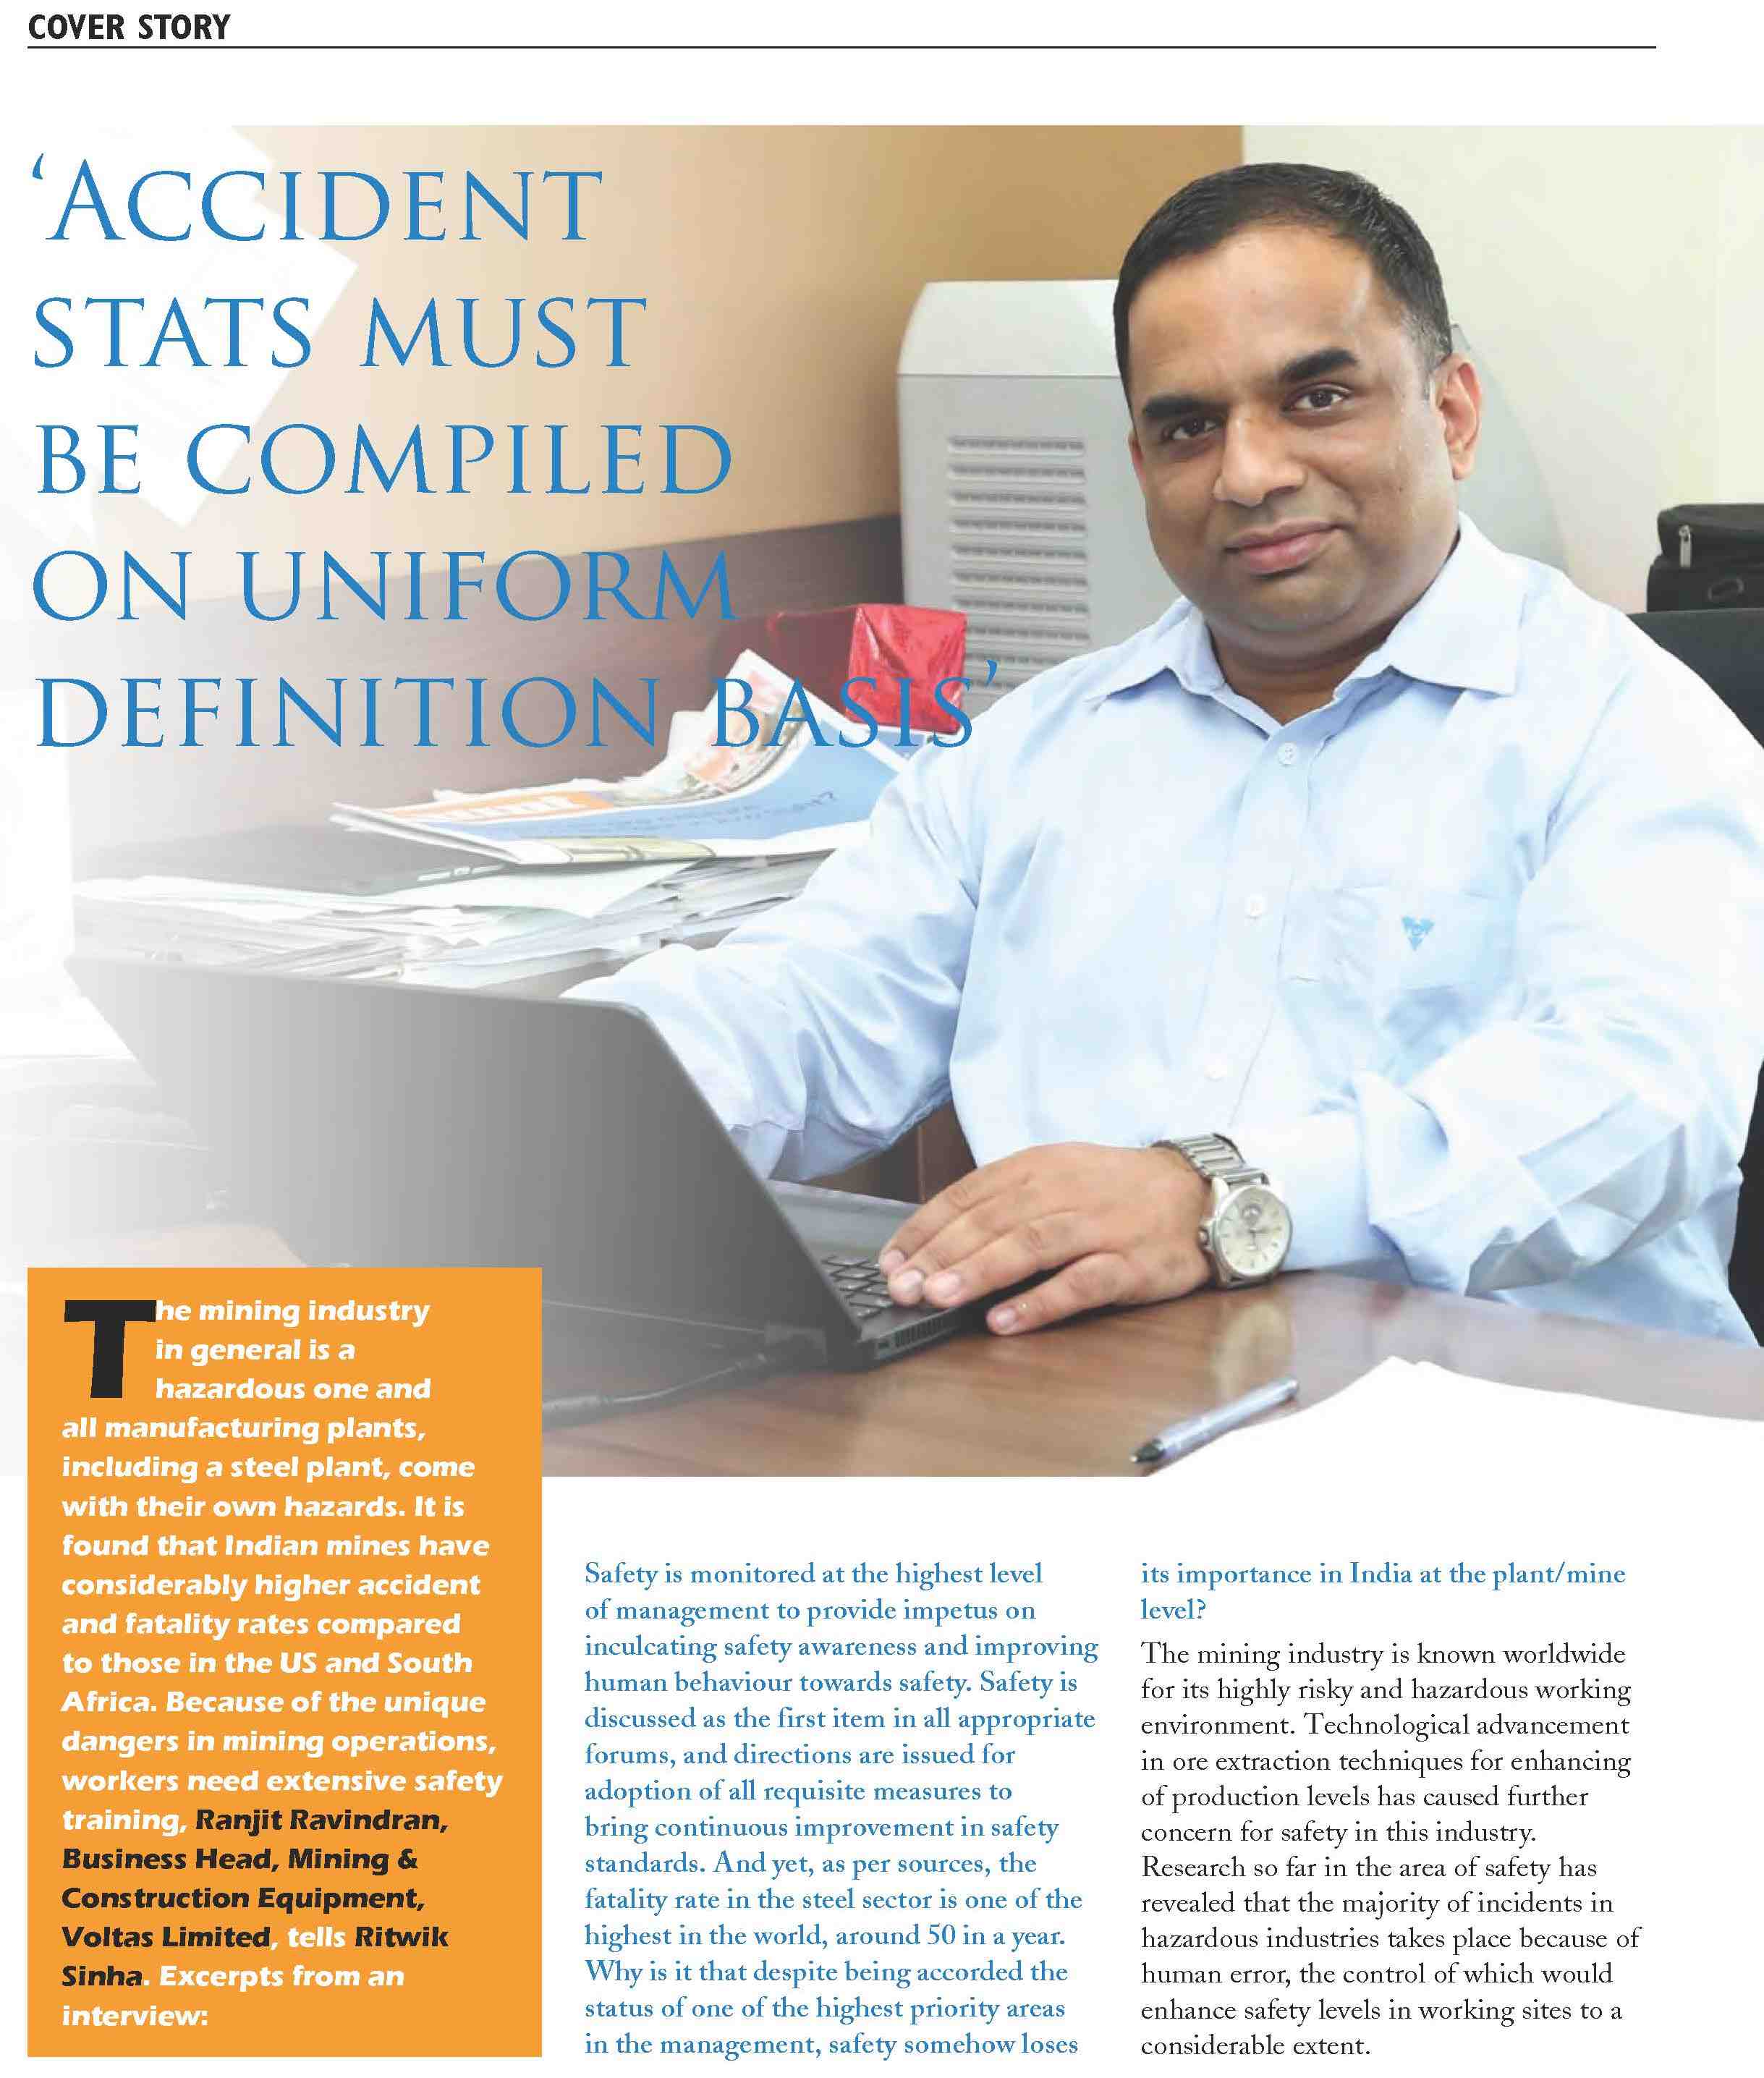 COVER STORY
‘ACCIDENT
STATS MUST
BE COMPILED
ON UNIFORM
DEFINITION BASIS’
The mining industry
in general is a
hazardous one and
all manufacturing plants,
including a steel plant, come
with their own hazards. It is
found that Indian mines have
considerably higher accident
and fatality rates compared
to those in the US and South
Africa. Because of the unique
dangers in mining operations,
workers need extensive safety
training, Ranjit Ravindran,
Business Head, Mining &
Construction Equipment,
Voltas Limited, tells Ritwik
Sinha. Excerpts from an
interview:
Safety is monitored at the highest level
of management to provide impetus on
inculcating safety awareness and improving
human behaviour towards safety. Safety is
discussed as the first item in all appropriate
forums, and directions are issued for
adoption of all requisite measures to
bring continuous improvement in safety
standards. And yet, as per sources, the
fatality rate in the steel sector is one of the
highest in the world, around 50 in a year.
Why is it that despite being accorded the
status of one of the highest priority areas
in the management, safety somehow loses
its importance in India at the plant/mine
level?
The mining industry is known worldwide
for its highly risky and hazardous working
environment. Technological advancement
in ore extraction techniques for enhancing
of production levels has caused further
concern for safety in this industry.
Research so far in the area of safety has
revealed that the majority of incidents in
hazardous industries takes place because of
human error, the control of which would
enhance safety levels in working sites to a
considerable extent.